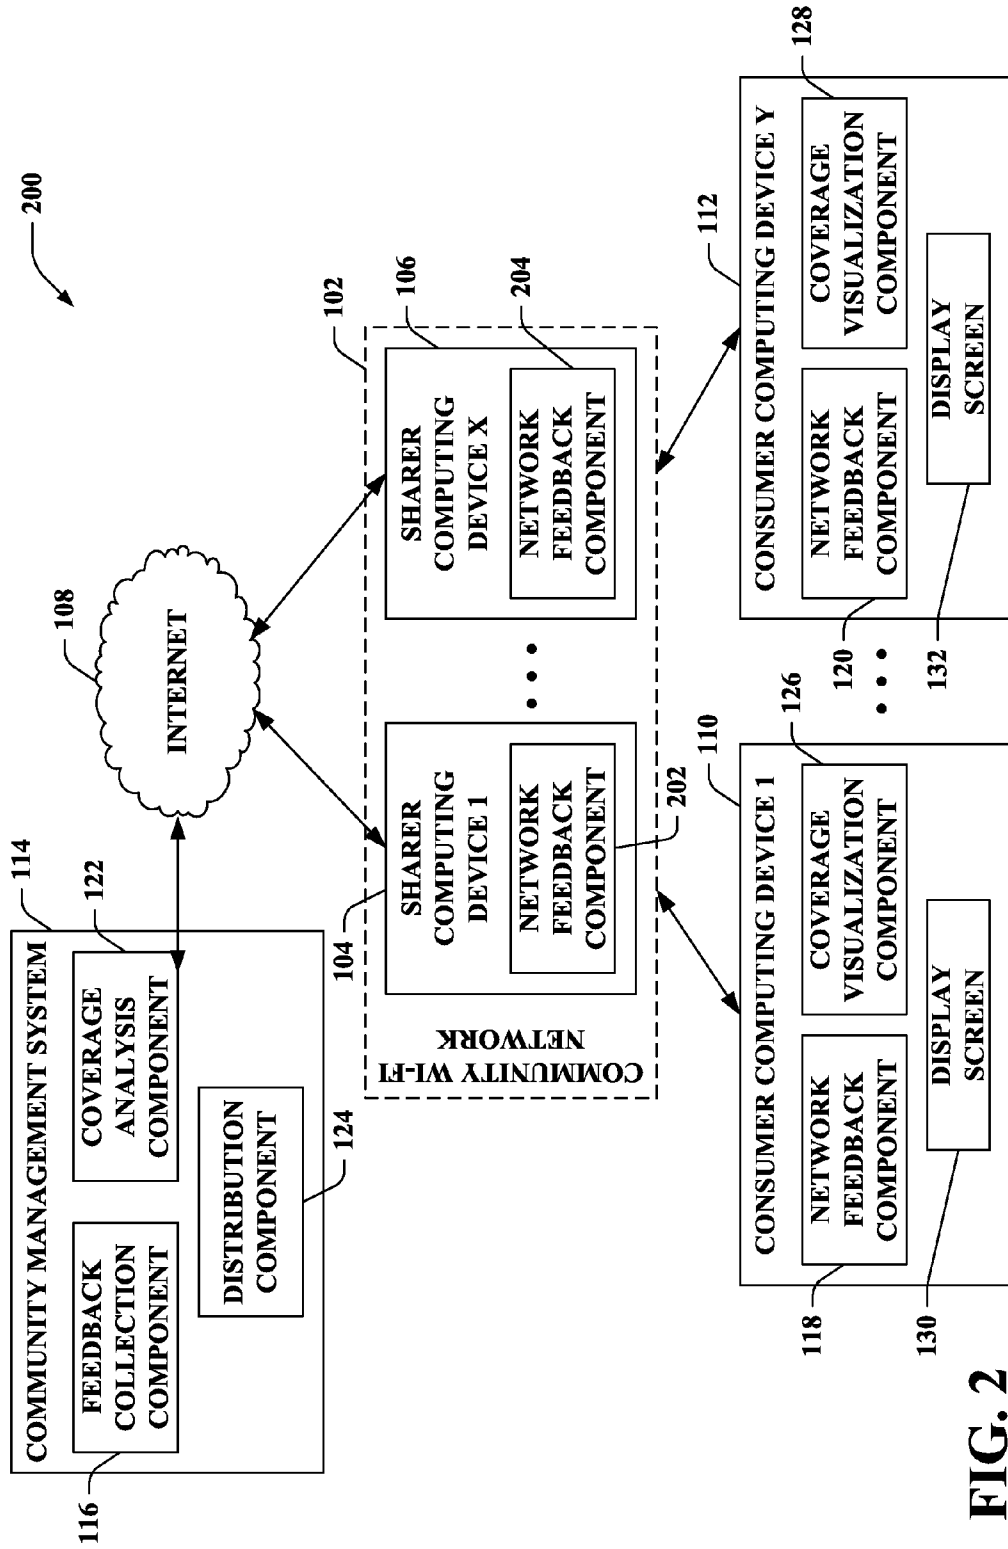 200
114
COMMUNITY MANAGEMENT SYSTEM
116
FEEDBACK
COLLECTION
COMPONENT
122
COVERAGE
ANALYSIS
COMPONENT
DISTRIBUTION
COMPONENT
124
108
INTERNET
102
COMMUNITY WI-FI
NETWORK
104
SHARER
COMPUTING
DEVICE 1
NETWORK
FEEDBACK
COMPONENT
202
• • •
106
SHARER
COMPUTING
DEVICE X
NETWORK
FEEDBACK
COMPONENT
204
110
CONSUMER COMPUTING DEVICE 1
118
NETWORK
FEEDBACK
COMPONENT
126
COVERAGE
VISUALIZATION
COMPONENT
130
DISPLAY
SCREEN
• • •
112
CONSUMER COMPUTING DEVICE Y
120
NETWORK
FEEDBACK
COMPONENT
128
COVERAGE
VISUALIZATION
COMPONENT
132
DISPLAY
SCREEN
FIG. 2